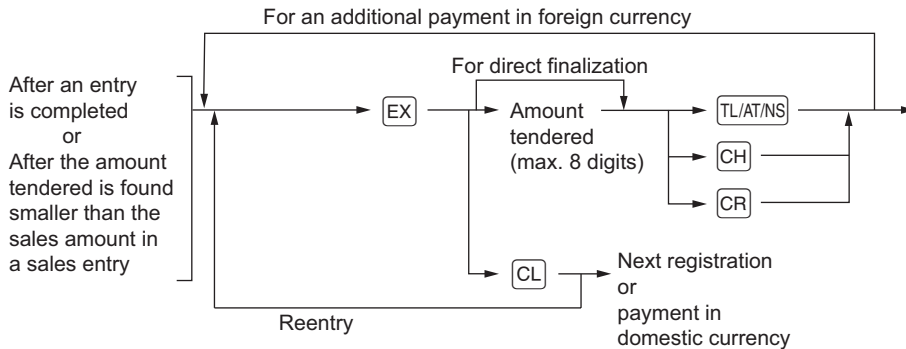 For an additional payment in foreign currency
For direct finalization
After an entry
is completed
or
After the amount
tendered is found
smaller than the
sales amount in
a sales entry
EX
Amount
tendered
(max. 8 digits)
TL/AT/NS
CH
CR
CL
Next registration
or
payment in
domestic currency
Reentry